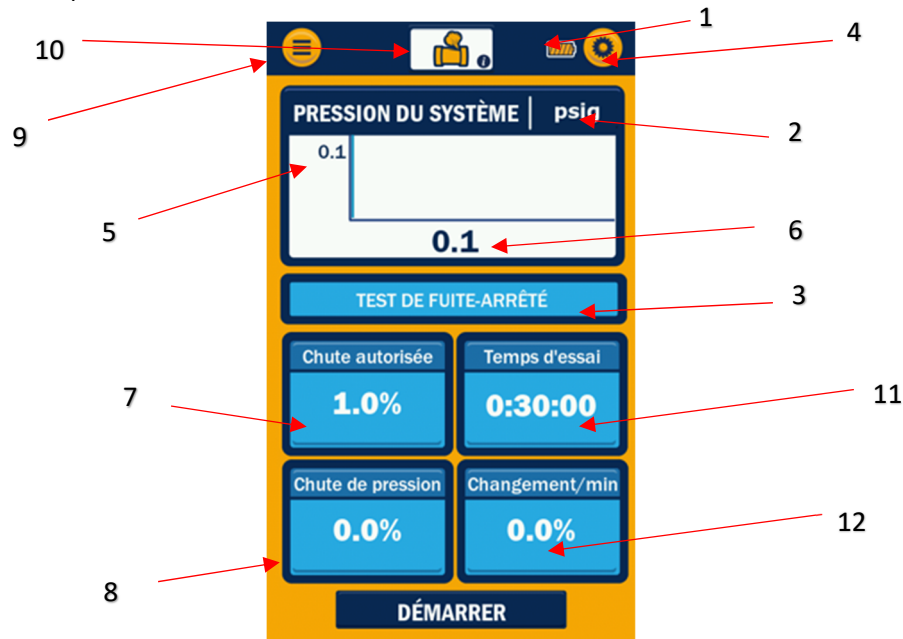 1
10
4
9
PRESSION DU SYSTÈME | psig
2
0.1
5
0.1
6
TEST DE FUITE-ARRÊTÉ
3
Chute autorisée
Temps d'essai
7
1.0%
0:30:00
11
Chute de pression
Changement/min
0.0%
0.0%
12
8
DÉMARRER